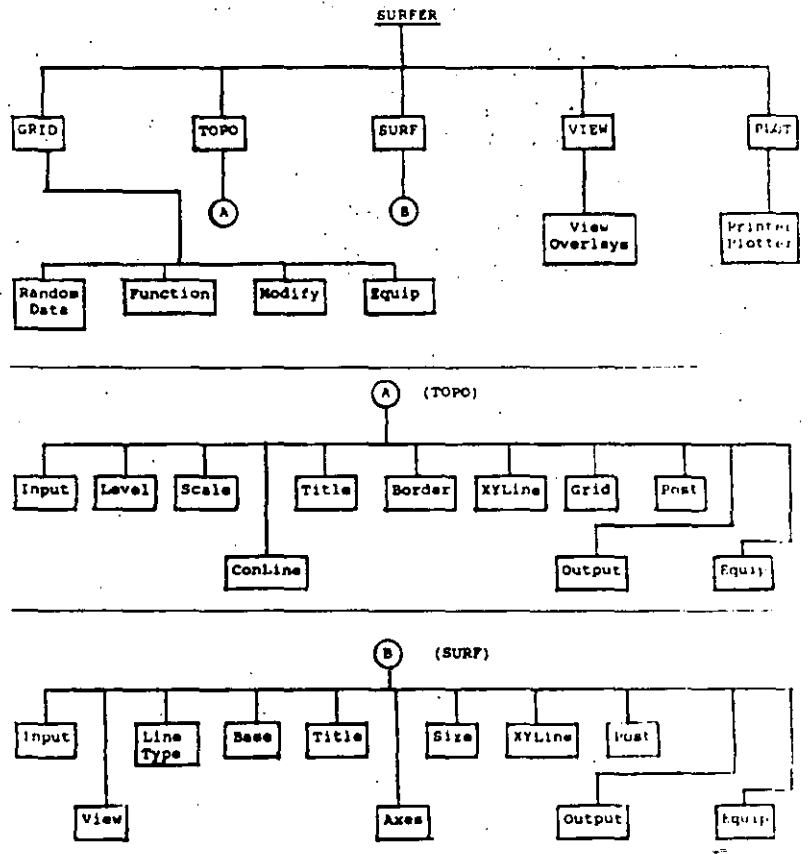 SURFER
GRID
TOPO
SURF
VIEW
PLOT
A
B
View
Overlays
Printer
Plotter
Random
Data
Function
Modify
Equip
A (TOPO)
Input
Level
Scale
Title
Border
XYLine
Grid
Post
ConLine
Output
Equip
B (SURF)
Input
Line
Type
Base
Title
Size
XYLine
Post
View
Axes
Output
Equip